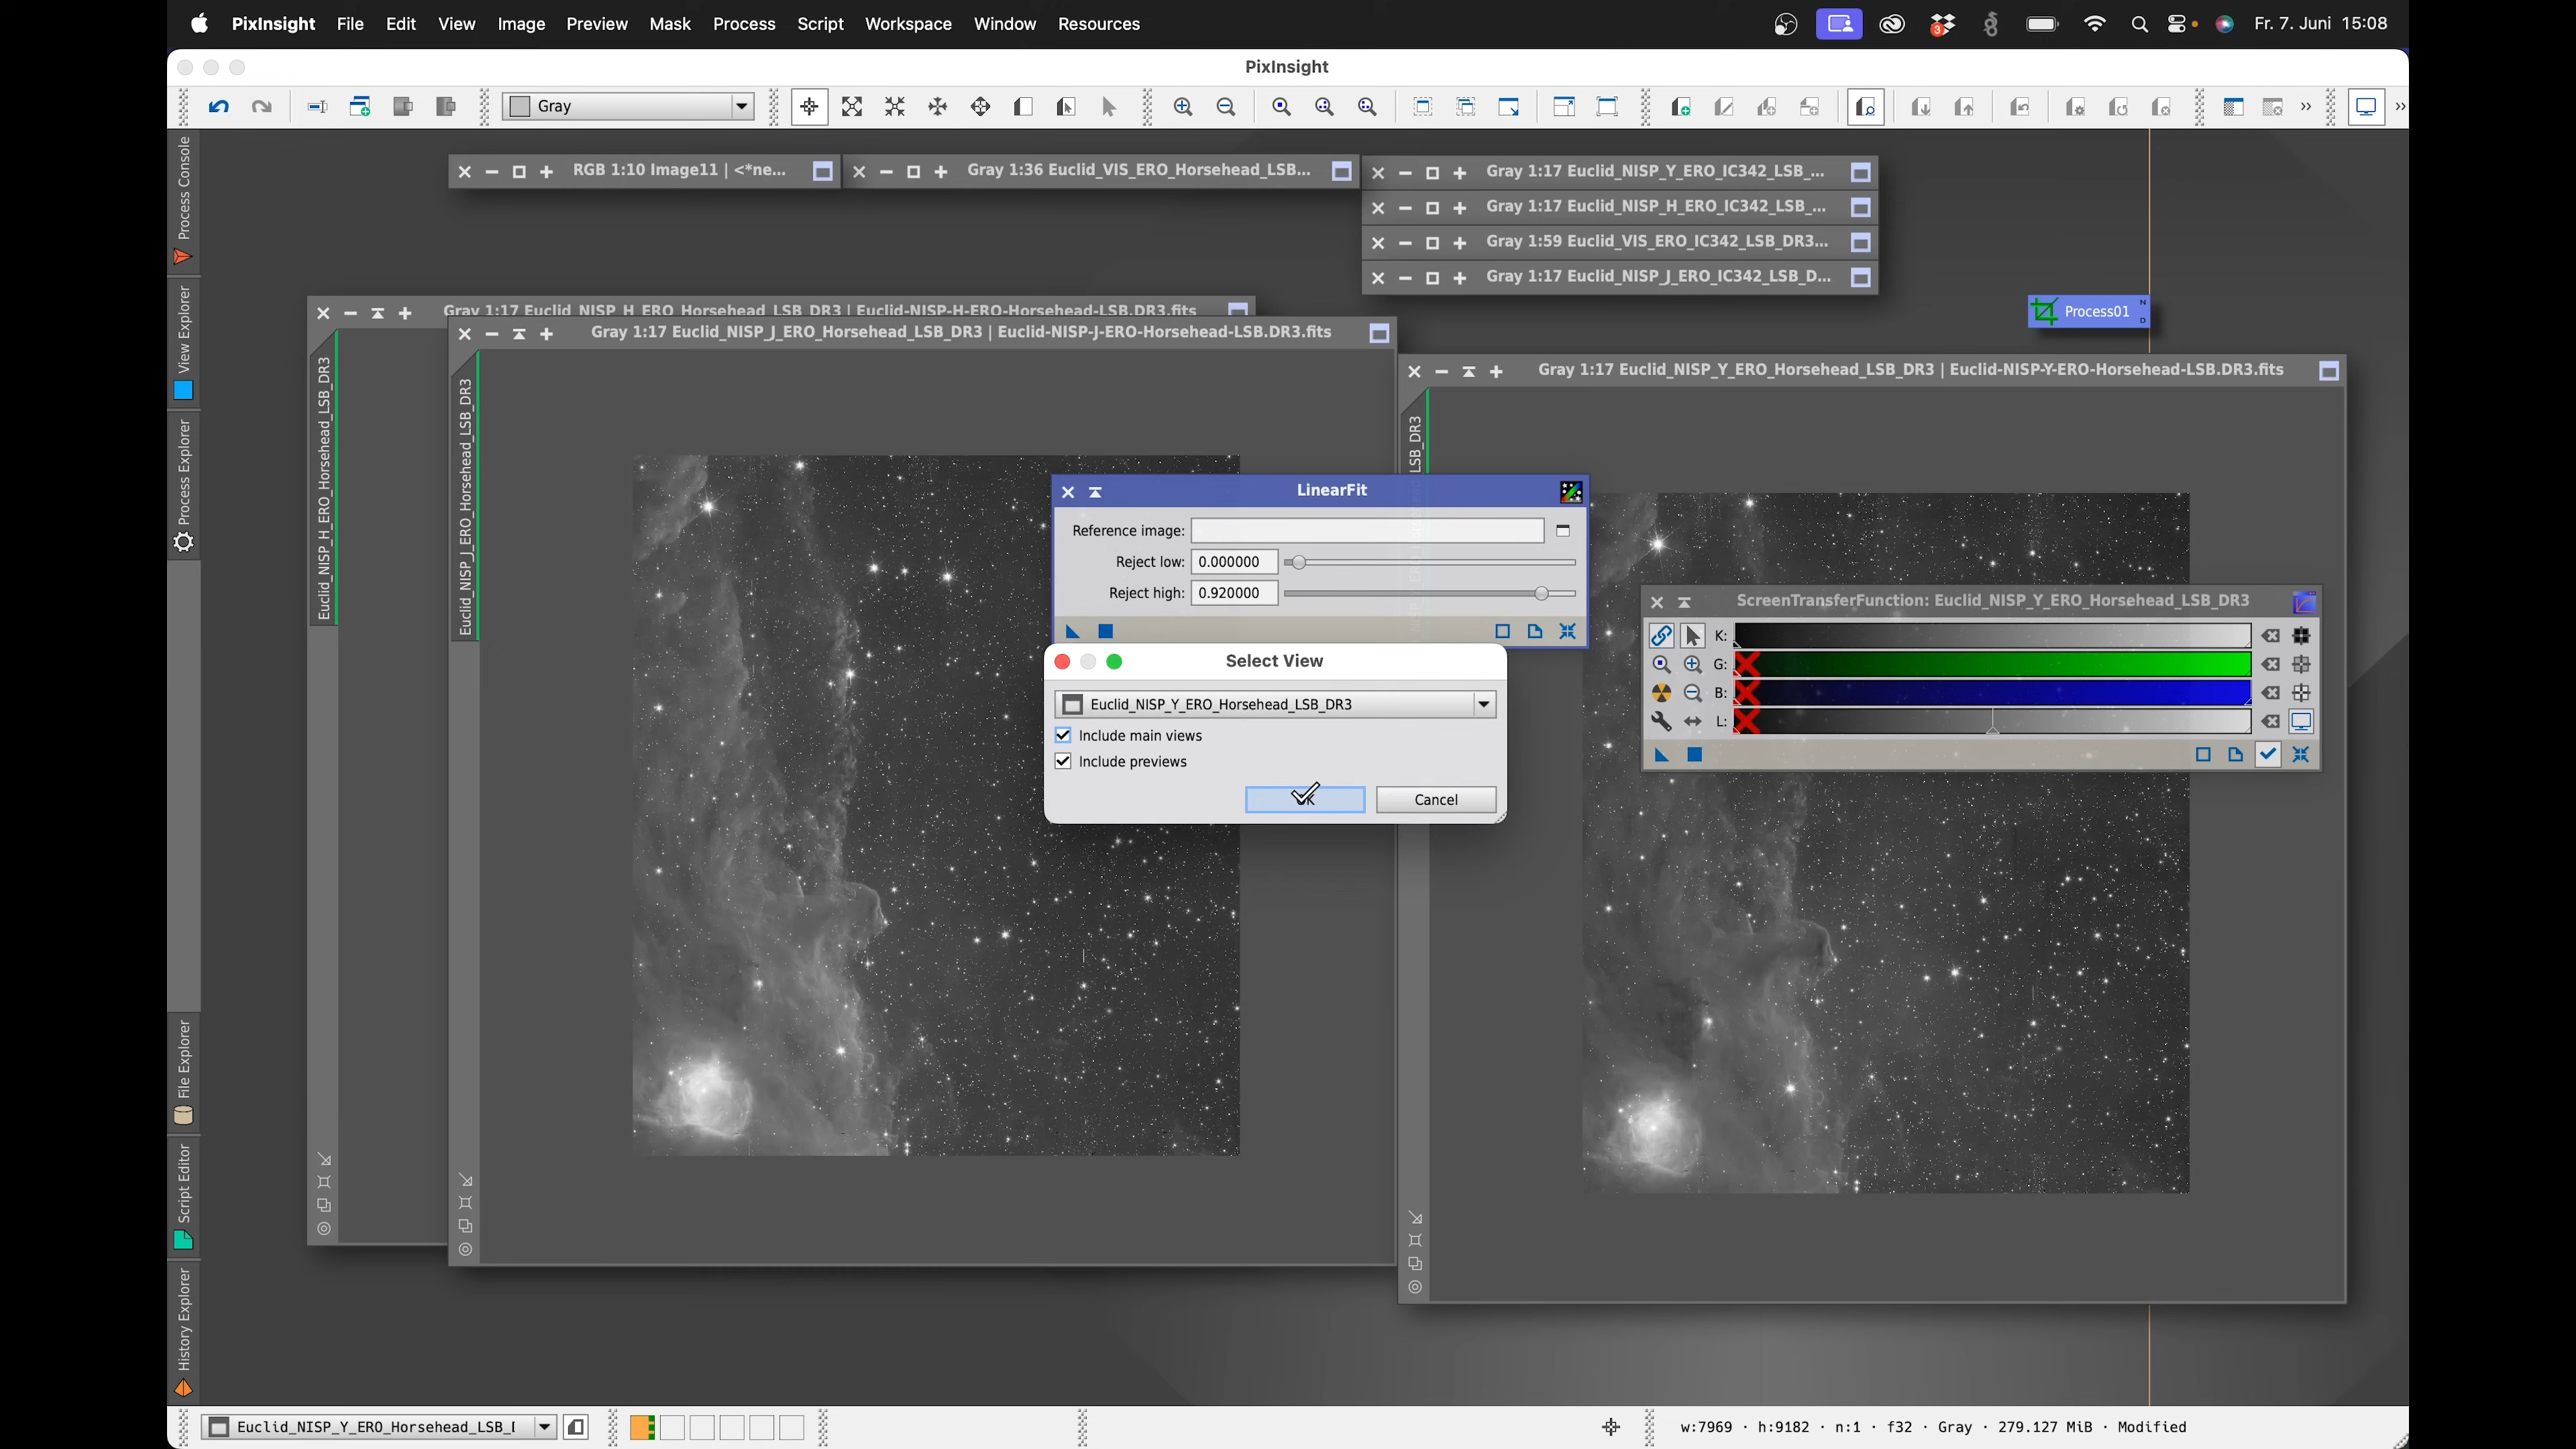 PixInsight File Edit View Image Preview Mask Process Script Workspace Window Resources 3 Fr. 7. Juni 15:08
PixInsight
Gray
Process Console
View Explorer
Process Explorer
File Explorer
Script Editor
History Explorer
RGB 1:10 Image11 | <*ne...
Gray 1:36 Euclid_VIS_ERO_Horsehead_LSB...
Gray 1:17 Euclid_NISP_Y_ERO_IC342_LSB_...
Gray 1:17 Euclid_NISP_H_ERO_IC342_LSB_...
Gray 1:59 Euclid_VIS_ERO_IC342_LSB_DR3...
Gray 1:17 Euclid_NISP_J_ERO_IC342_LSB_D...
Process01
N
D
Gray 1:17 Euclid_NISP_H_ERO_Horsehead_LSB_DR3 | Euclid-NISP-H-ERO-Horsehead-LSB.DR3.fits
Euclid_NISP_H_ERO_Horsehead_LSB_DR3
Gray 1:17 Euclid_NISP_J_ERO_Horsehead_LSB_DR3 | Euclid-NISP-J-ERO-Horsehead-LSB.DR3.fits
Euclid_NISP_J_ERO_Horsehead_LSB_DR3
Gray 1:17 Euclid_NISP_Y_ERO_Horsehead_LSB_DR3 | Euclid-NISP-Y-ERO-Horsehead-LSB.DR3.fits
LSB_DR3
LinearFit
Reference image:
Reject low: 0.000000
Reject high: 0.920000
Select View
Euclid_NISP_Y_ERO_Horsehead_LSB_DR3
Include main views
Include previews
Cancel
ScreenTransferFunction: Euclid_NISP_Y_ERO_Horsehead_LSB_DR3
K:
G:
B:
L:
Euclid_NISP_Y_ERO_Horsehead_LSB_[
w:7969 · h:9182 · n:1 · f32 · Gray · 279.127 MiB · Modified